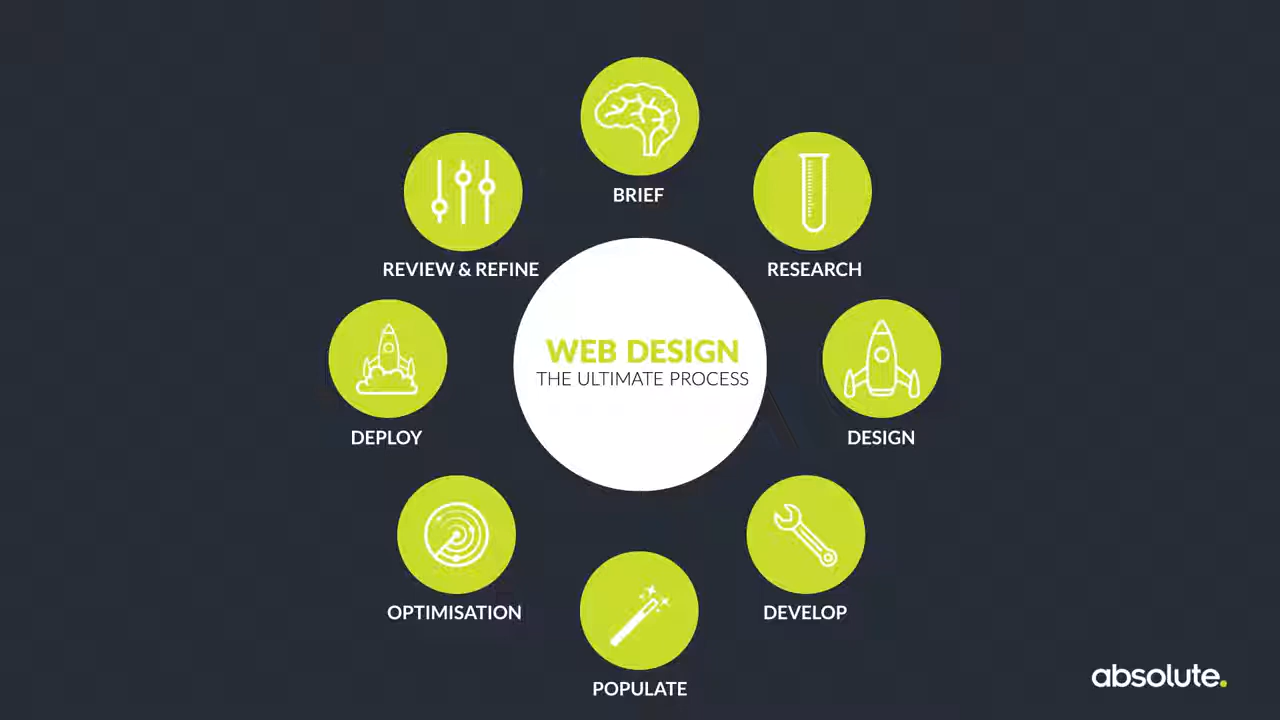 BRIEF
REVIEW & REFINE
RESEARCH
WEB DESIGN
THE ULTIMATE PROCESS
DEPLOY
DESIGN
OPTIMISATION
DEVELOP
POPULATE
absolute.